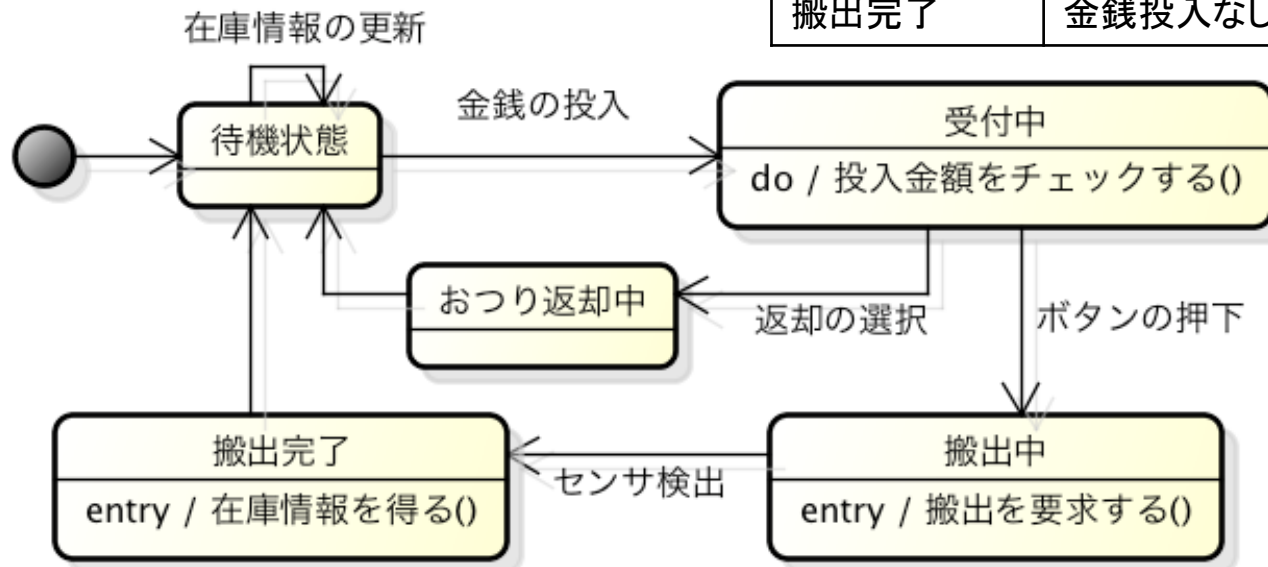 搬出完了 金銭投入なし
在庫情報の更新
待機状態
金銭の投入
受付中
do / 投入金額をチェックする()
おつり返却中
返却の選択
ボタンの押下
搬出完了
entry / 在庫情報を得る()
センサ検出
搬出中
entry / 搬出を要求する()